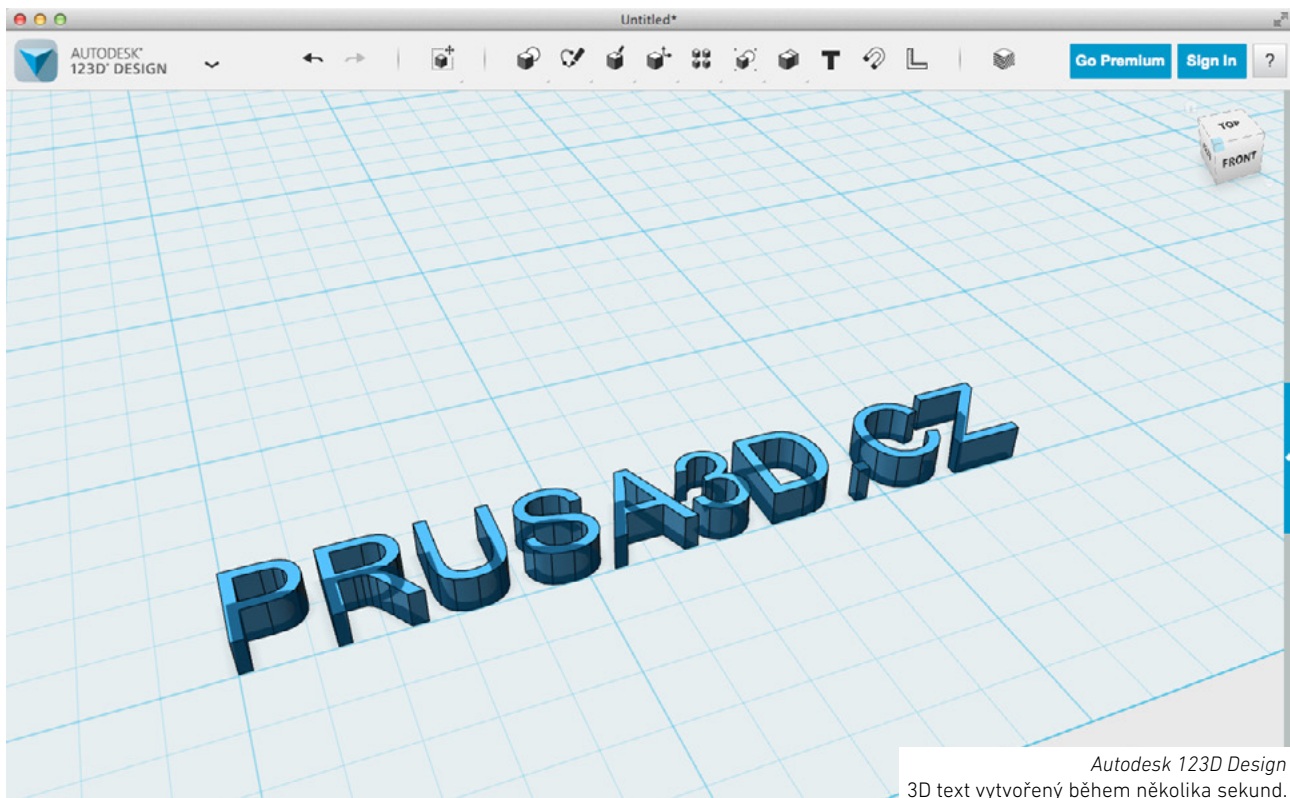 Untitled*
AUTODESK®
123D® DESIGN
Go Premium
Sign In
?
TOP
FRONT
PRUSA3D.CZ
Autodesk 123D Design
3D text vytvořený během několika sekund.